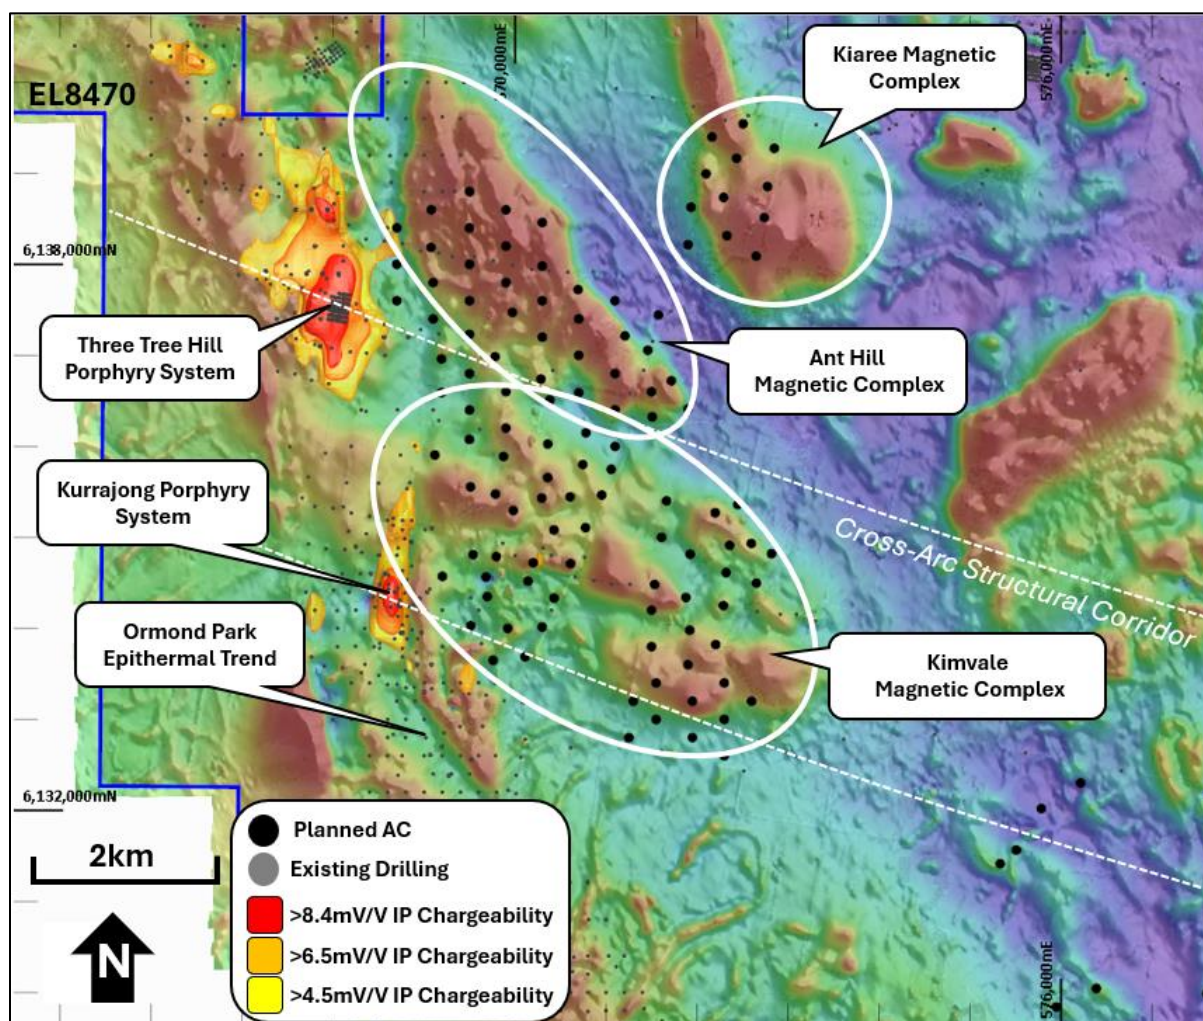 Kiaree Magnetic
Complex
570,000mE
576,000mE
EL8470
6,138,000mN
Three Tree Hill
Porphyry System
Ant Hill
Magnetic Complex
Kurrajong Porphyry
System
Cross-Arc Structural Corridor
Ormond Park
Epithermal Trend
Kimvale
Magnetic Complex
6,132,000mN
2km
N
Planned AC
Existing Drilling
>8.4mV/V IP Chargeability
>6.5mV/V IP Chargeability
>4.5mV/V IP Chargeability
576,000mE